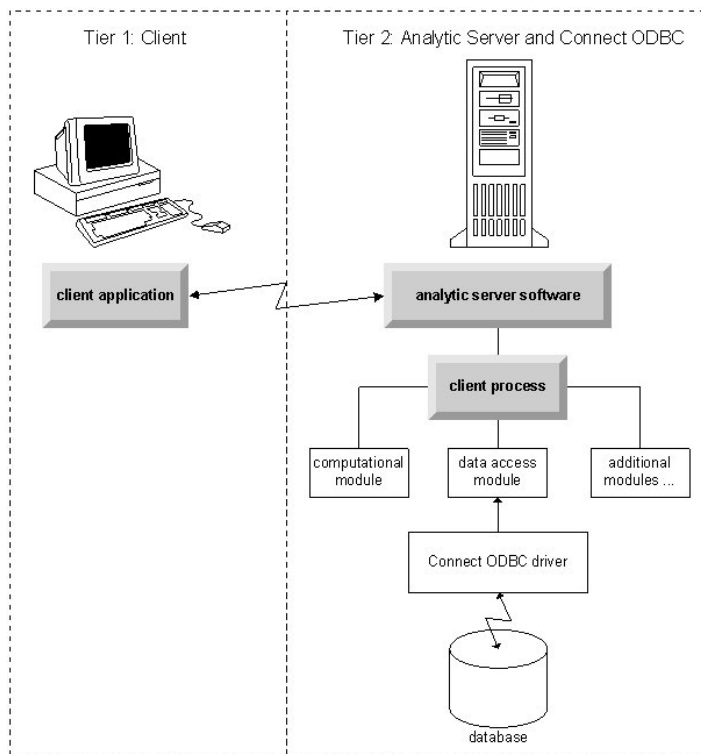 Tier 1: Client
Tier 2: Analytic Server and Connect ODBC
client application
analytic server software
client process
computational
module
data access
module
additional
modules ...
Connect ODBC driver
database